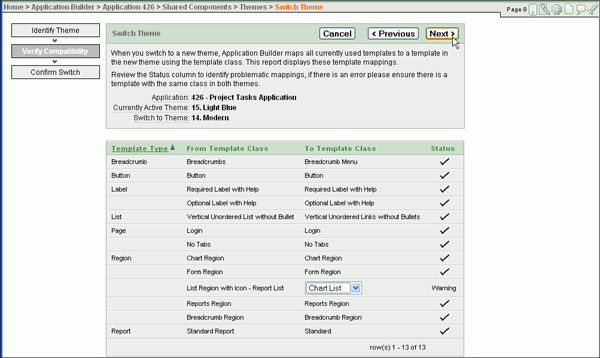 Home > Application Builder > Application 426 > Shared Components > Themes > Switch Theme
Page 8
Identify Theme
Verify Compatibility
Confirm Switch
Switch Theme
Cancel
< Previous
Next >
When you switch to a new theme, Application Builder maps all currently used templates to a template in
the new theme using the template class. This report displays these template mappings.
Review the Status column to identify problematic mappings, if there is an error please ensure there is a
template with the same class in both themes.
Application: 426 - Project Tasks Application
Currently Active Theme: 15. Light Blue
Switch to Theme: 14. Modern
Template Type From Template Class To Template Class Status
Breadcrumb Breadcrumbs Breadcrumb Menu
Button Button Button
Label Required Label with Help Required Label with Help
Optional Label with Help Optional Label with Help
List Vertical Unordered List without Bullet Vertical Unordered Links without Bullets
Page Login Login
No Tabs No Tabs
Region Chart Region Chart Region
Form Region Form Region
List Region with Icon - Report List Chart List Warning
Reports Region Reports Region
Breadcrumb Region Breadcrumb Region
Report Standard Report Standard
row(s) 1 - 13 of 13